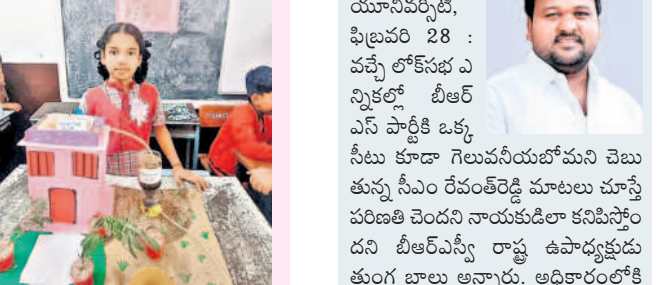 యూనివర్సిటీ,
ఫిబ్రవరి 28 :
వచ్చే లోక్‌సభ ఎ
న్నికల్లో బీఆర్
ఎస్ పార్టీకి ఒక్క
సీటు కూడా గెలువనీయబోమని చెబు
తున్న సీఎం రేవంత్‌రెడ్డి మాటలు చూస్తే
పరిణతి చెందని నాయకుడిలా కనిపిస్తోం
దని బీఆర్ఎస్వీ రాష్ట్ర ఉపాధ్యక్షుడు
తుంగ బాలు అన్నారు. అధికారంలోకి